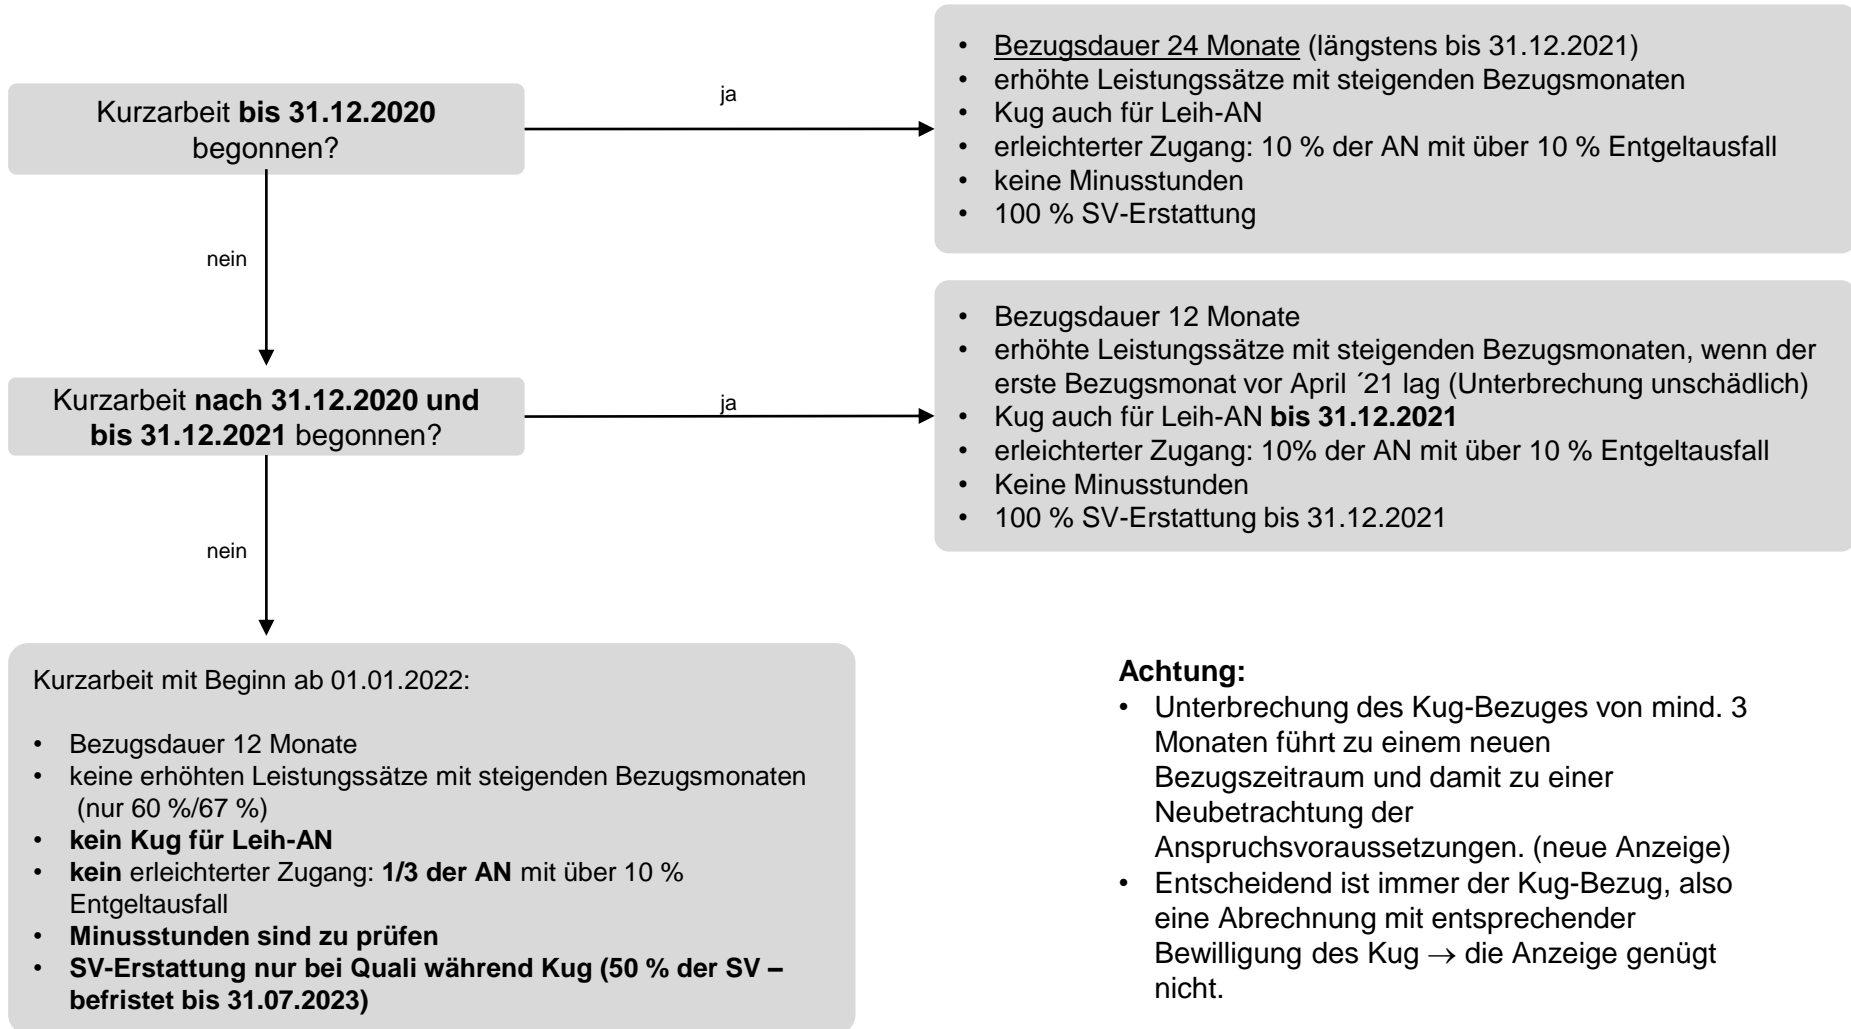 Kurzarbeit bis 31.12.2020
begonnen?
ja
• Bezugsdauer 24 Monate (längstens bis 31.12.2021)
• erhöhte Leistungssätze mit steigenden Bezugsmonaten
• Kug auch für Leih-AN
• erleichterter Zugang: 10 % der AN mit über 10 % Entgeltausfall
• keine Minusstunden
• 100 % SV-Erstattung
nein
Kurzarbeit nach 31.12.2020 und
bis 31.12.2021 begonnen?
ja
• Bezugsdauer 12 Monate
• erhöhte Leistungssätze mit steigenden Bezugsmonaten, wenn der
erste Bezugsmonat vor April ´21 lag (Unterbrechung unschädlich)
• Kug auch für Leih-AN bis 31.12.2021
• erleichterter Zugang: 10% der AN mit über 10 % Entgeltausfall
• Keine Minusstunden
• 100 % SV-Erstattung bis 31.12.2021
nein
Kurzarbeit mit Beginn ab 01.01.2022:
• Bezugsdauer 12 Monate
• keine erhöhten Leistungssätze mit steigenden Bezugsmonaten
(nur 60 %/67 %)
• kein Kug für Leih-AN
• kein erleichterter Zugang: 1/3 der AN mit über 10 %
Entgeltausfall
• Minusstunden sind zu prüfen
• SV-Erstattung nur bei Quali während Kug (50 % der SV –
befristet bis 31.07.2023)
Achtung:
• Unterbrechung des Kug-Bezuges von mind. 3
Monaten führt zu einem neuen
Bezugszeitraum und damit zu einer
Neubetrachtung der
Anspruchsvoraussetzungen. (neue Anzeige)
• Entscheidend ist immer der Kug-Bezug, also
eine Abrechnung mit entsprechender
Bewilligung des Kug → die Anzeige genügt
nicht.